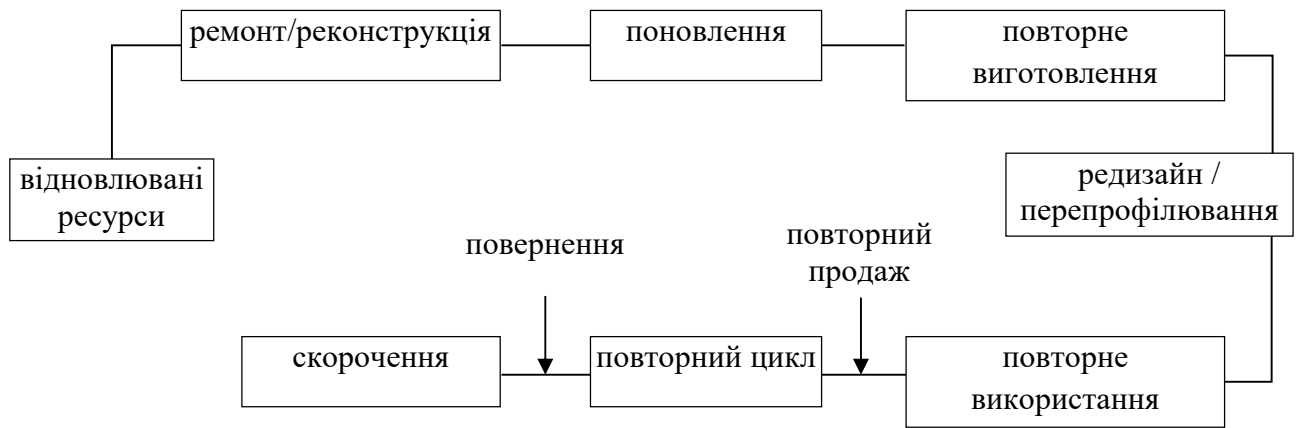 ремонт/реконструкція
поновлення
повторне
виготовлення
відновлювані
ресурси
редизайн /
перепрофілювання
повернення
повторний
продаж
скорочення
повторний цикл
повторне
використання